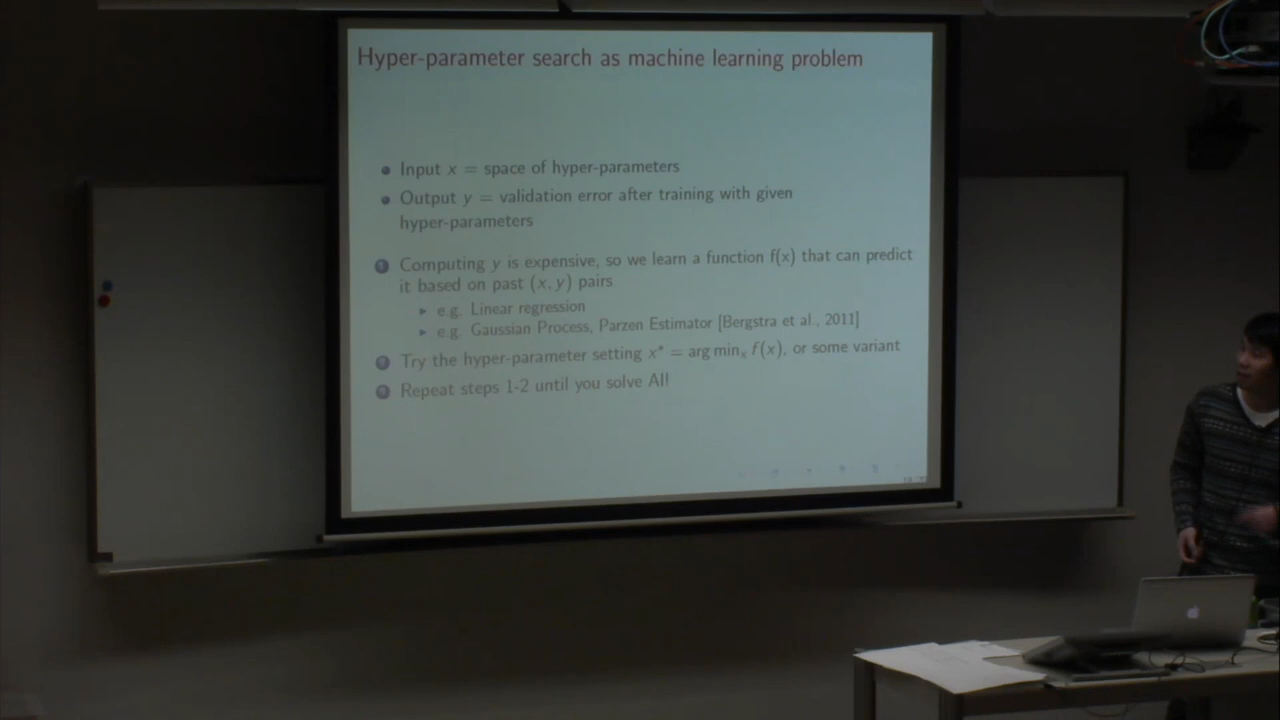 Hyper-parameter search as machine learning problem
Input x = space of hyper-parameters
Output y = validation error after training with given
hyper-parameters
1 Computing y is expensive, so we learn a function f(x) that can predict
it based on past (x, y) pairs
e.g. Linear regression
e.g. Gaussian Process, Parzen Estimator [Bergstra et al., 2011]
2 Try the hyper-parameter setting x* = arg minₓ f(x), or some variant
3 Repeat steps 1-2 until you solve AI!